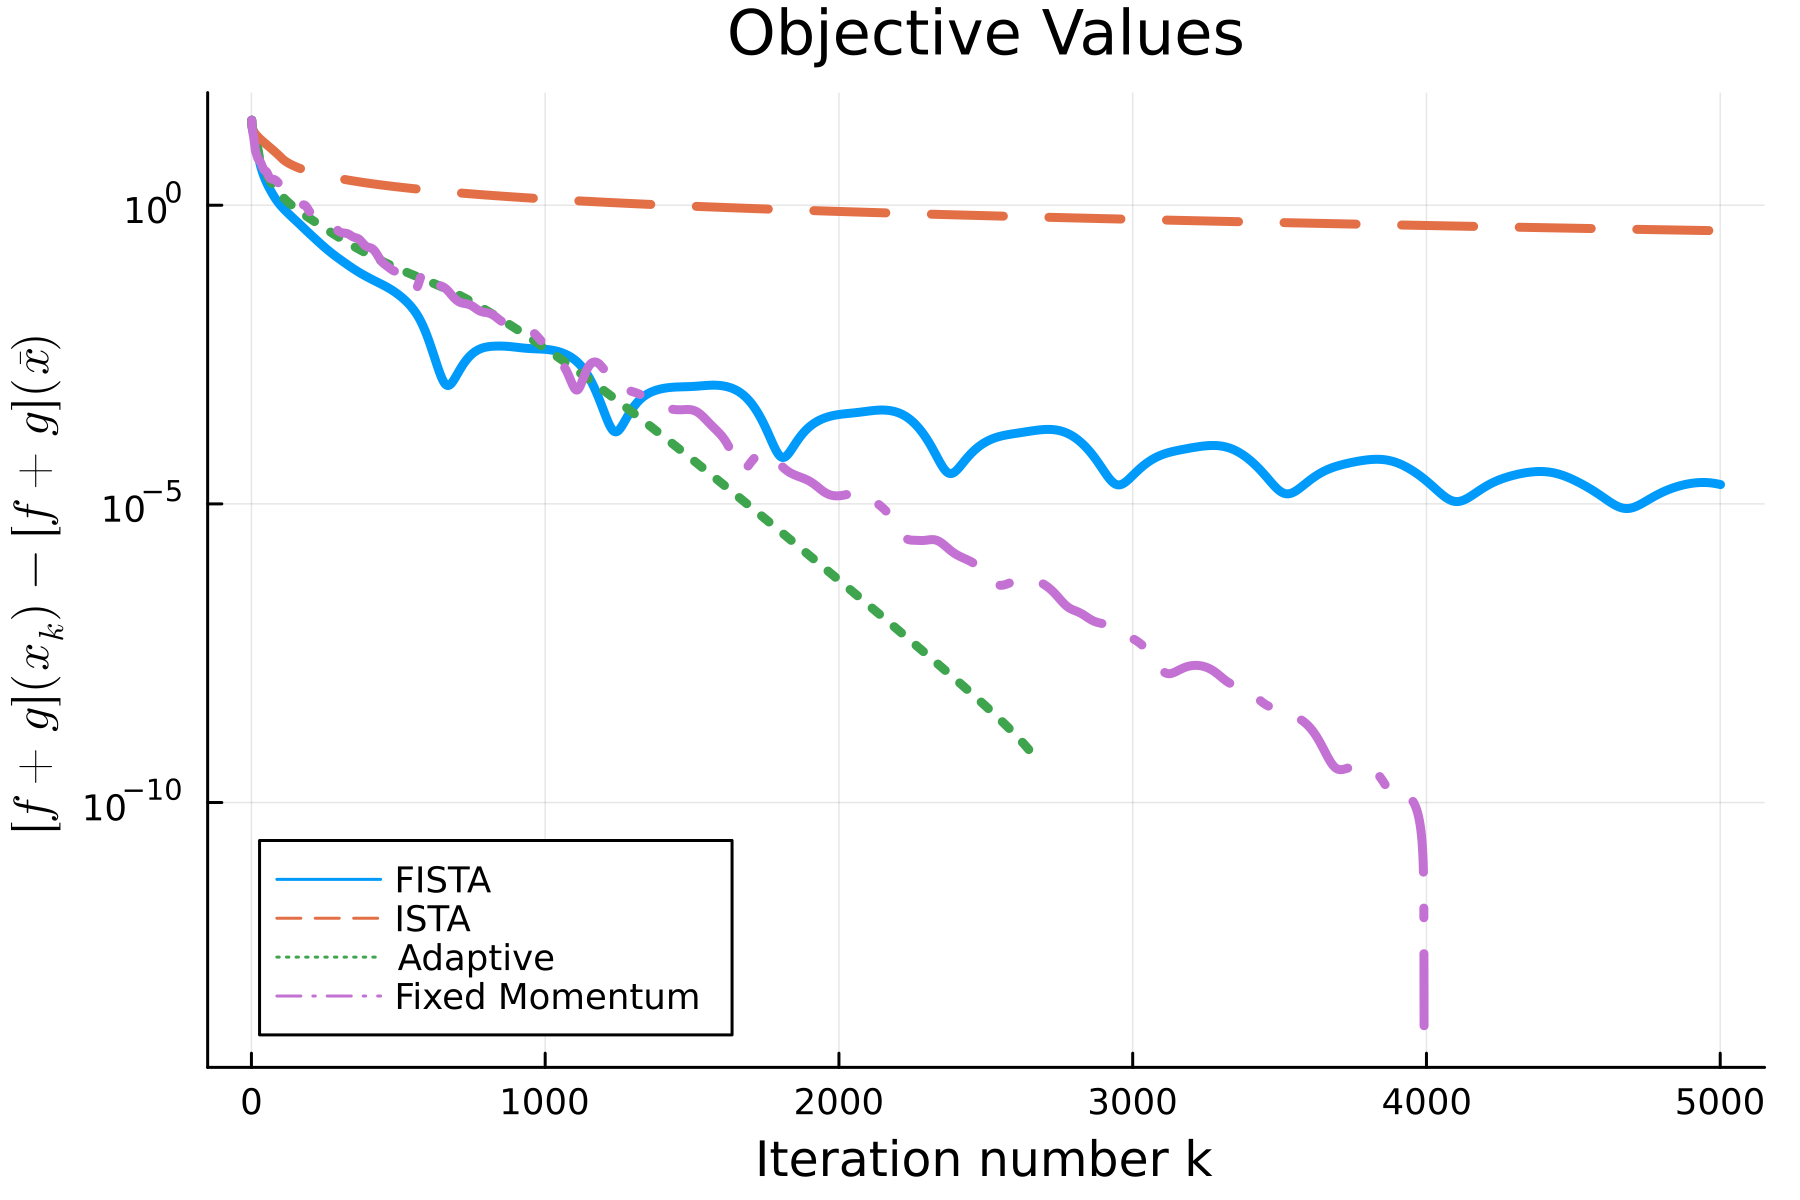 Objective Values
[f + g](x_k) − [f + g](x̄)
10^0
10^−5
10^−10
FISTA
ISTA
Adaptive
Fixed Momentum
0 1000 2000 3000 4000 5000
Iteration number k